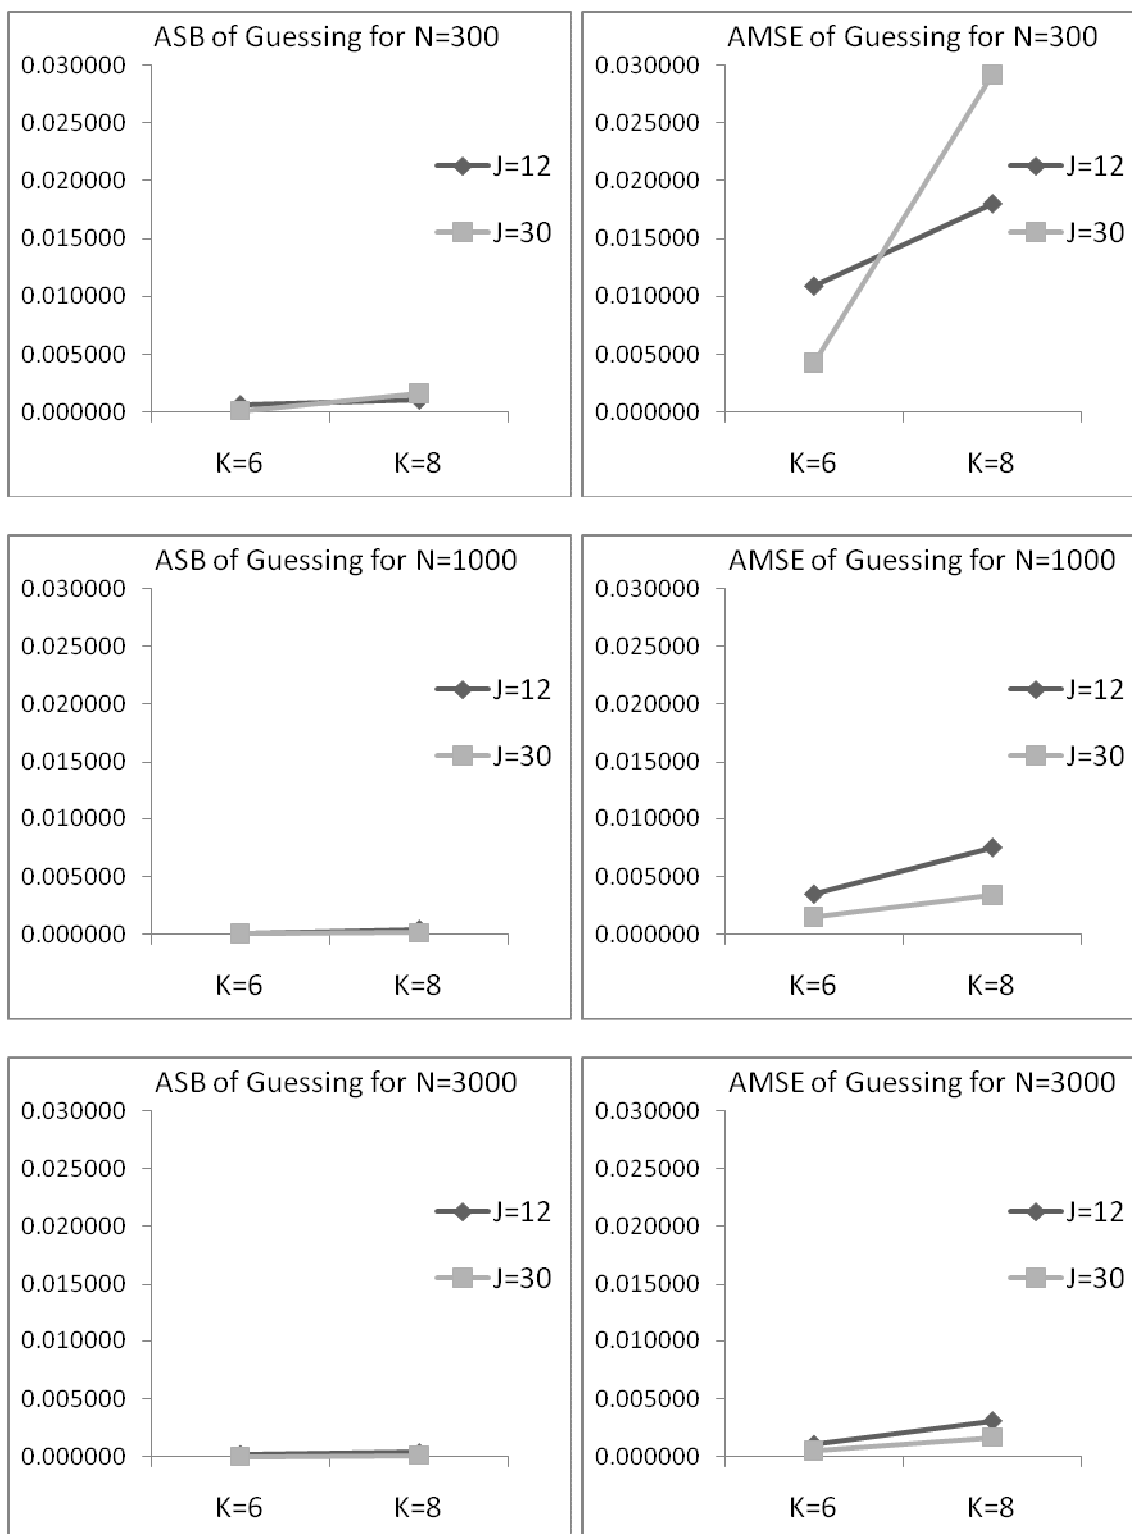 ASB of Guessing for N=300
0.030000
0.025000
0.020000
0.015000
0.010000
0.005000
0.000000
J=12
J=30
K=6 K=8
AMSE of Guessing for N=300
0.030000
0.025000
0.020000
0.015000
0.010000
0.005000
0.000000
J=12
J=30
K=6 K=8
ASB of Guessing for N=1000
0.030000
0.025000
0.020000
0.015000
0.010000
0.005000
0.000000
J=12
J=30
K=6 K=8
AMSE of Guessing for N=1000
0.030000
0.025000
0.020000
0.015000
0.010000
0.005000
0.000000
J=12
J=30
K=6 K=8
ASB of Guessing for N=3000
0.030000
0.025000
0.020000
0.015000
0.010000
0.005000
0.000000
J=12
J=30
K=6 K=8
AMSE of Guessing for N=3000
0.030000
0.025000
0.020000
0.015000
0.010000
0.005000
0.000000
J=12
J=30
K=6 K=8